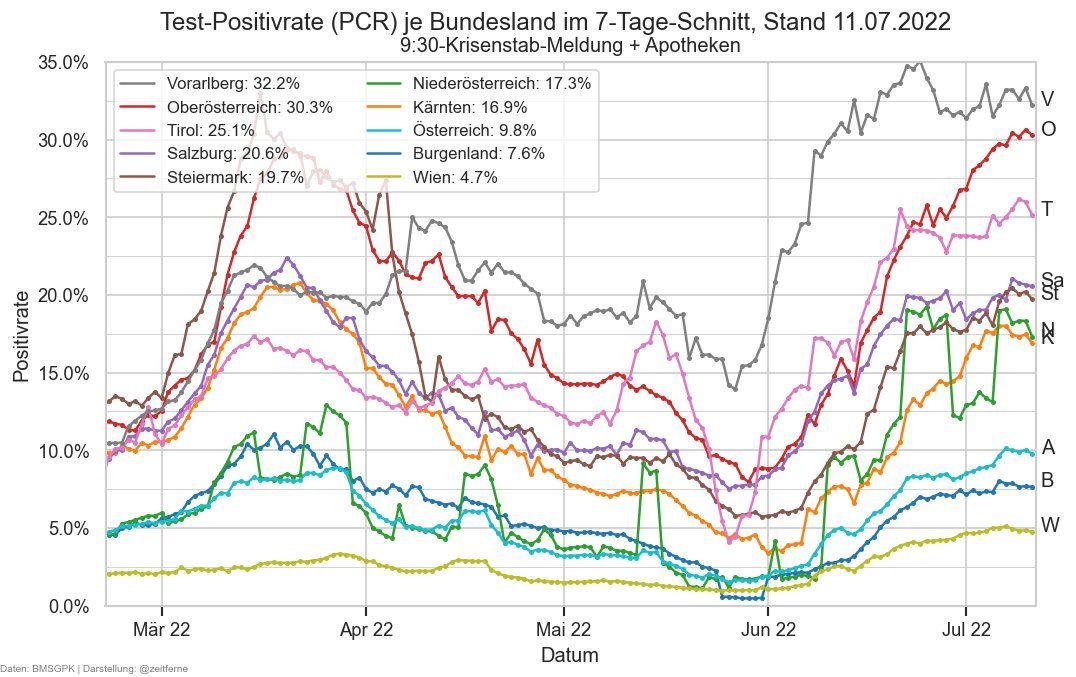 Test-Positivrate (PCR) je Bundesland im 7-Tage-Schnitt, Stand 11.07.2022
9:30-Krisenstab-Meldung + Apotheken
35.0%
30.0%
25.0%
20.0%
15.0%
10.0%
5.0%
0.0%
Positivrate
Vorarlberg: 32.2%
Oberösterreich: 30.3%
Tirol: 25.1%
Salzburg: 20.6%
Steiermark: 19.7%
Niederösterreich: 17.3%
Kärnten: 16.9%
Österreich: 9.8%
Burgenland: 7.6%
Wien: 4.7%
V
O
T
Sa
St
N
K
A
B
W
Mär 22
Apr 22
Mai 22
Jun 22
Jul 22
Datum
Daten: BMSGPK | Darstellung: @zeitferne